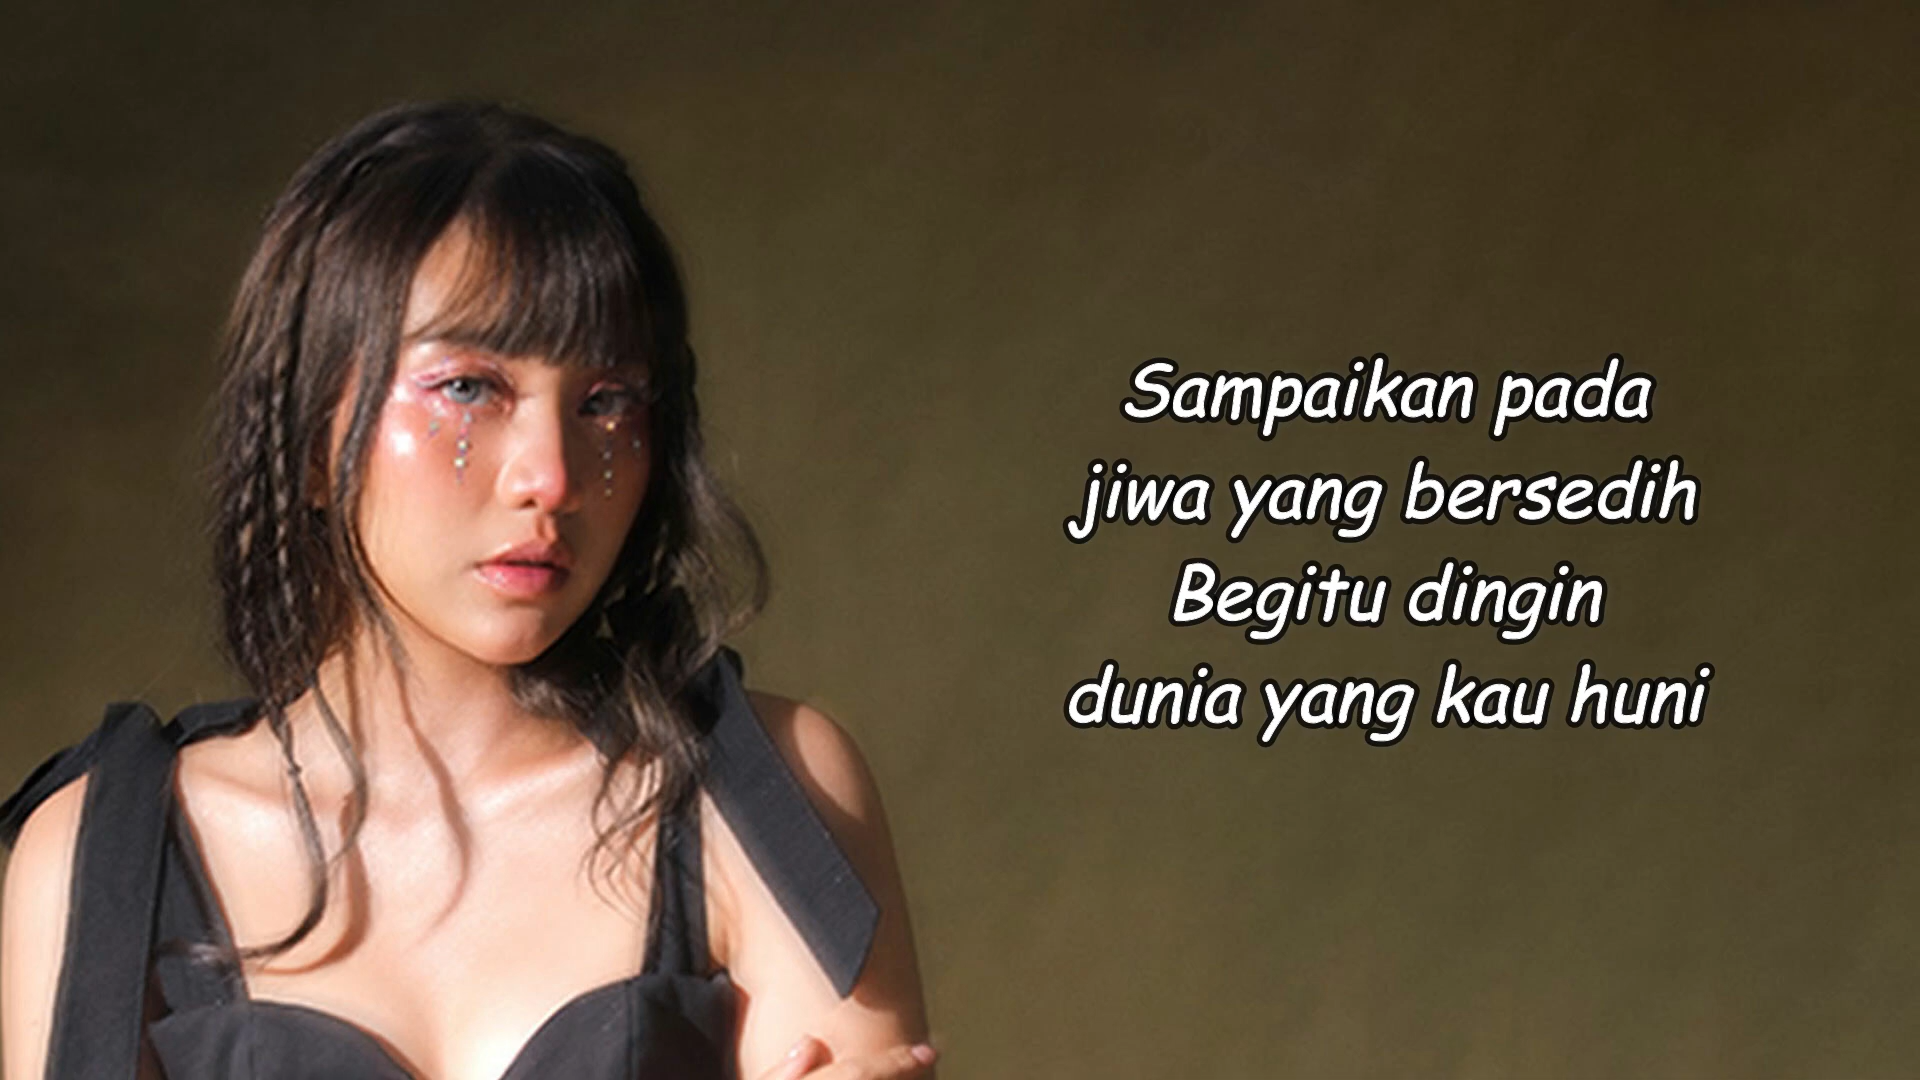 Sampaikan pada
jiwa yang bersedih
Begitu dingin
dunia yang kau huni